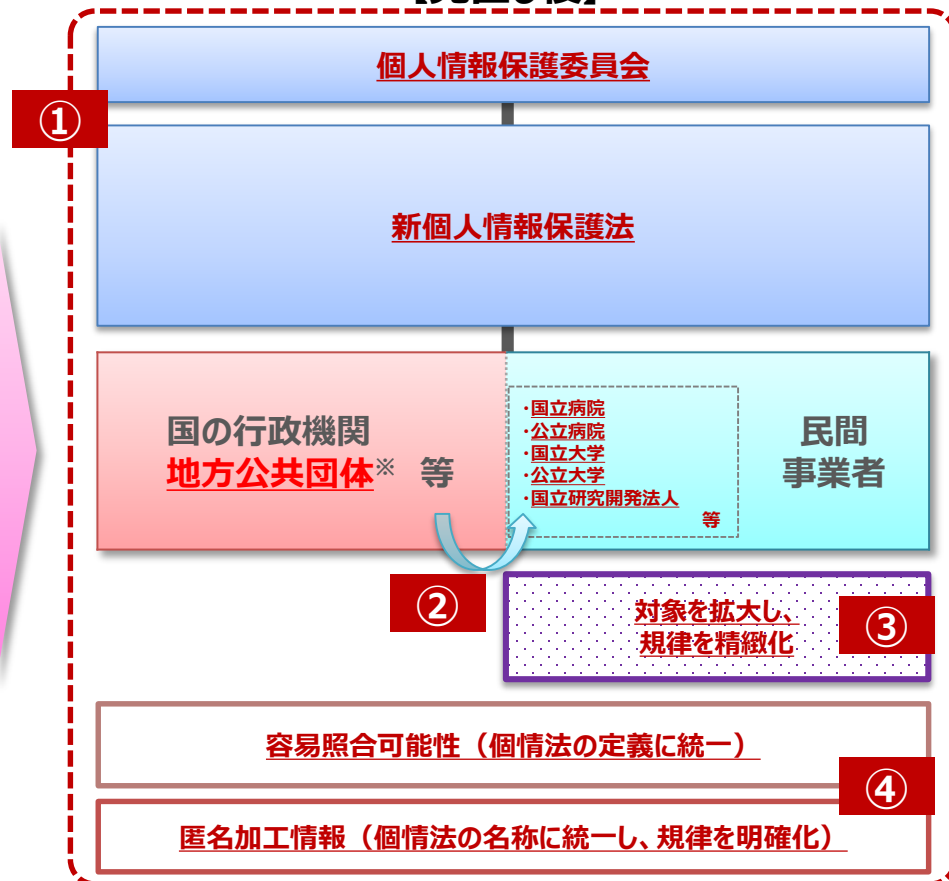 個人情報保護委員会
①
新個人情報保護法
国の行政機関
地方公共団体※ 等
・国立病院
・公立病院
・国立大学
・公立大学
・国立研究開発法人
等
民間
事業者
②
対象を拡大し、
規律を精緻化
③
容易照合可能性（個情法の定義に統一）
④
匿名加工情報（個情法の名称に統一し、規律を明確化）